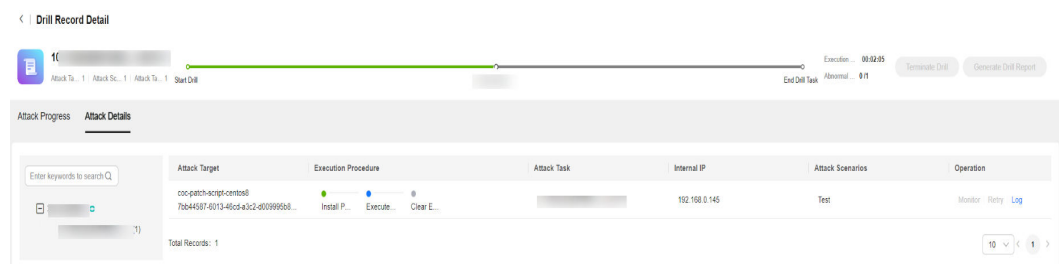 Drill Record Detail
10
Attack Ta... 1 Attack Sc... 1 Attack Ta... 1
Start Drill
End Drill Task
Execution ... 00:02:05
Abnormal ... 0 /1
Terminate Drill
Generate Drill Report
Attack Progress Attack Details
Enter keywords to search
(1)
Attack Target Execution Procedure Attack Task Internal IP Attack Scenarios Operation
coc-patch-script-centos8
7bb44587-6013-46cd-a3c2-d009995b8...
Install P... Execute... Clear E...
192.168.0.145
Test
Monitor Retry Log
Total Records: 1
10
1